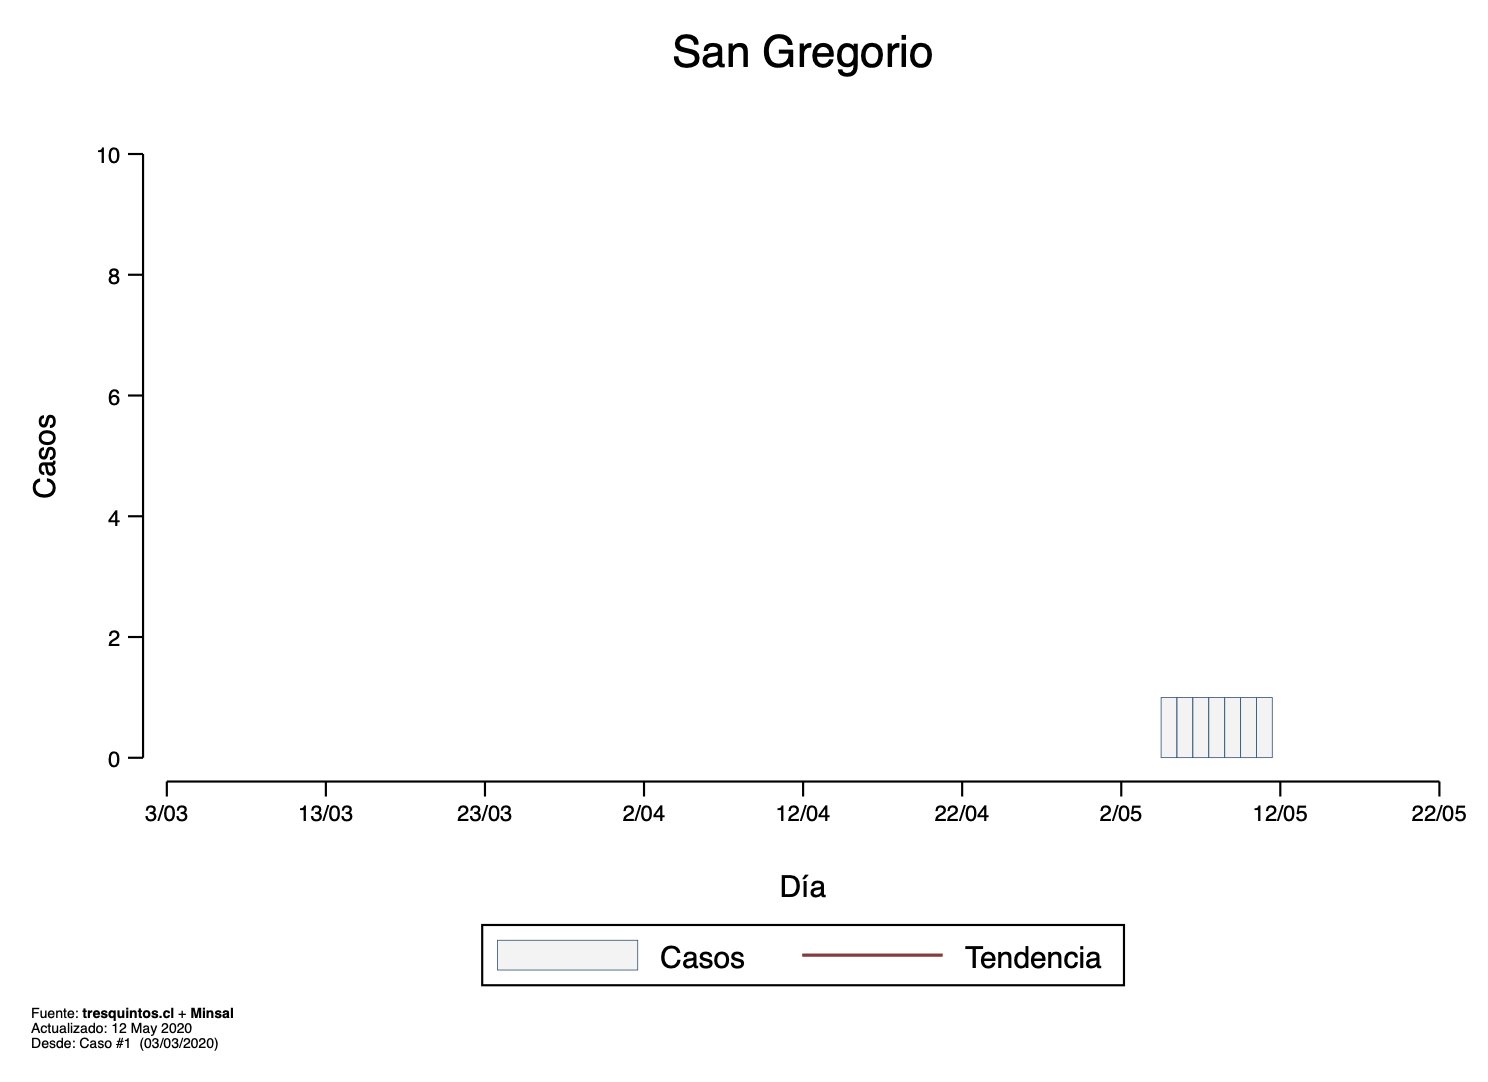 San Gregorio
10
8
6
4
2
0
Casos
3/03 13/03 23/03 2/04 12/04 22/04 2/05 12/05 22/05
Día
Casos Tendencia
Fuente: tresquintos.cl + Minsal
Actualizado: 12 May 2020
Desde: Caso #1 (03/03/2020)